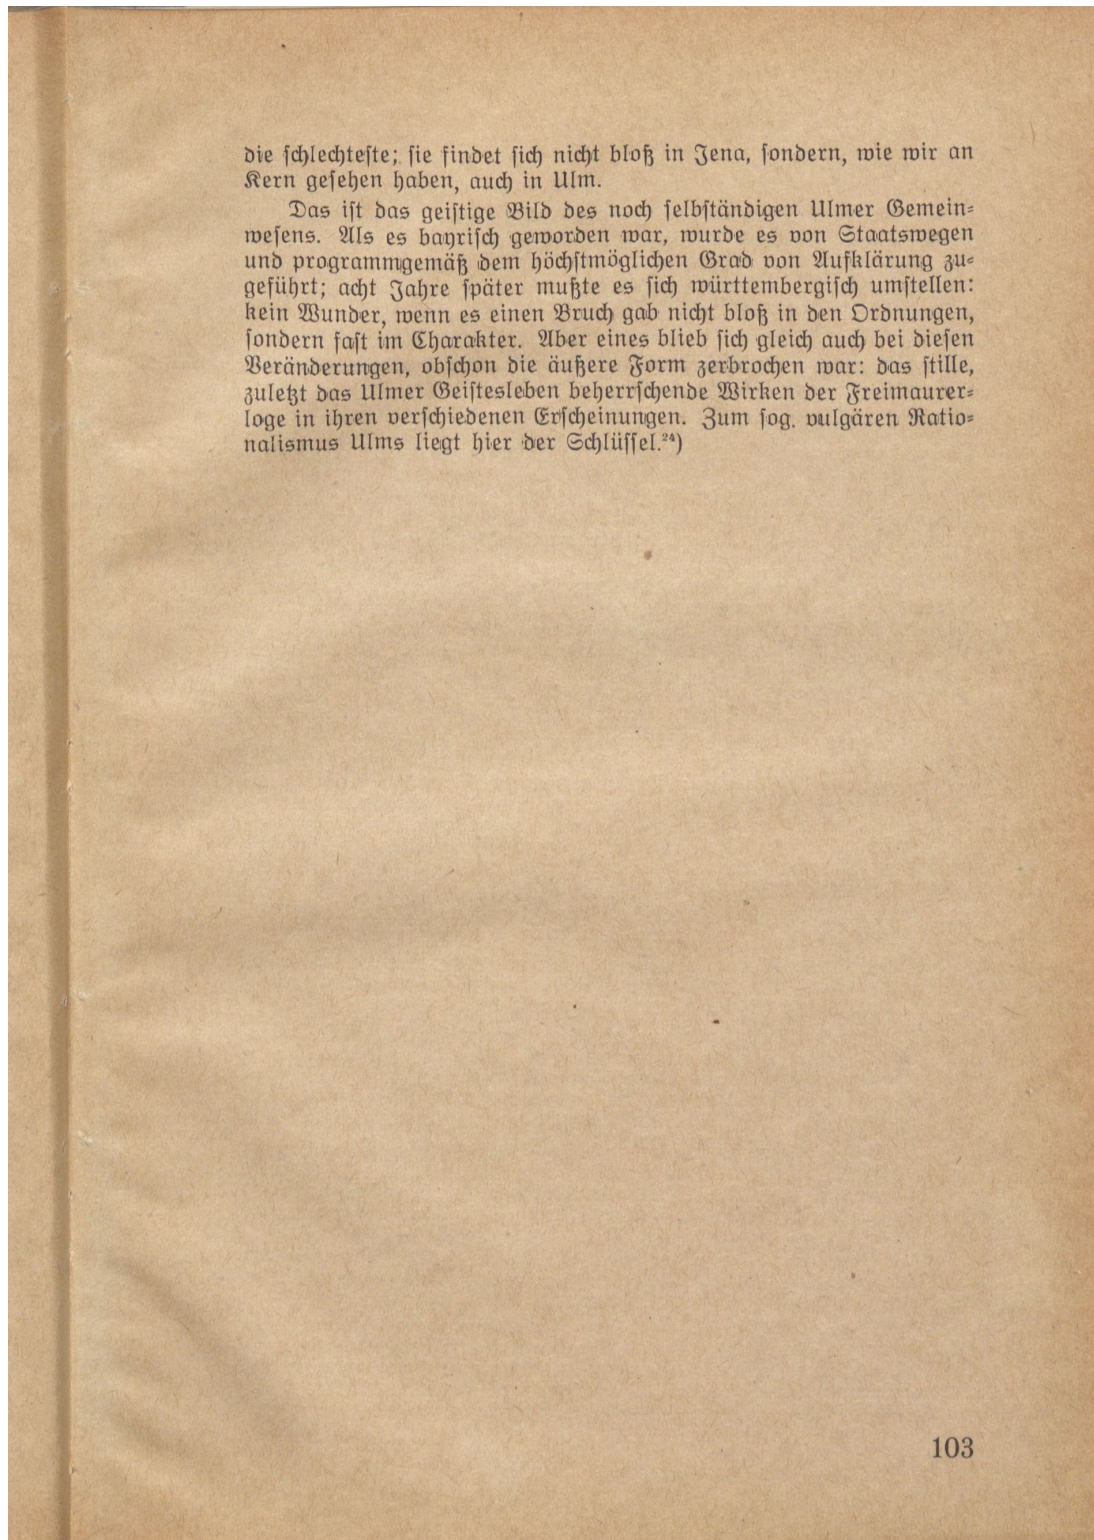 die schlechteste; sie findet sich nicht bloß in Jena, sondern, wie wir an
Kern gesehen haben, auch in Ulm.
Das ist das geistige Bild des noch selbständigen Ulmer Gemein-
wesens. Als es bayrisch geworden war, wurde es von Staatswegen
und programmgemäß dem höchstmöglichen Grad von Aufklärung zu-
geführt; acht Jahre später mußte es sich württembergisch umstellen:
kein Wunder, wenn es einen Bruch gab nicht bloß in den Ordnungen,
sondern fast im Charakter. Aber eines blieb sich gleich auch bei diesen
Veränderungen, obschon die äußere Form zerbrochen war: das stille,
zuletzt das Ulmer Geistesleben beherrschende Wirken der Freimaurer-
loge in ihren verschiedenen Erscheinungen. Zum sog. vulgären Ratio-
nalismus Ulms liegt hier der Schlüssel.²⁴)
103